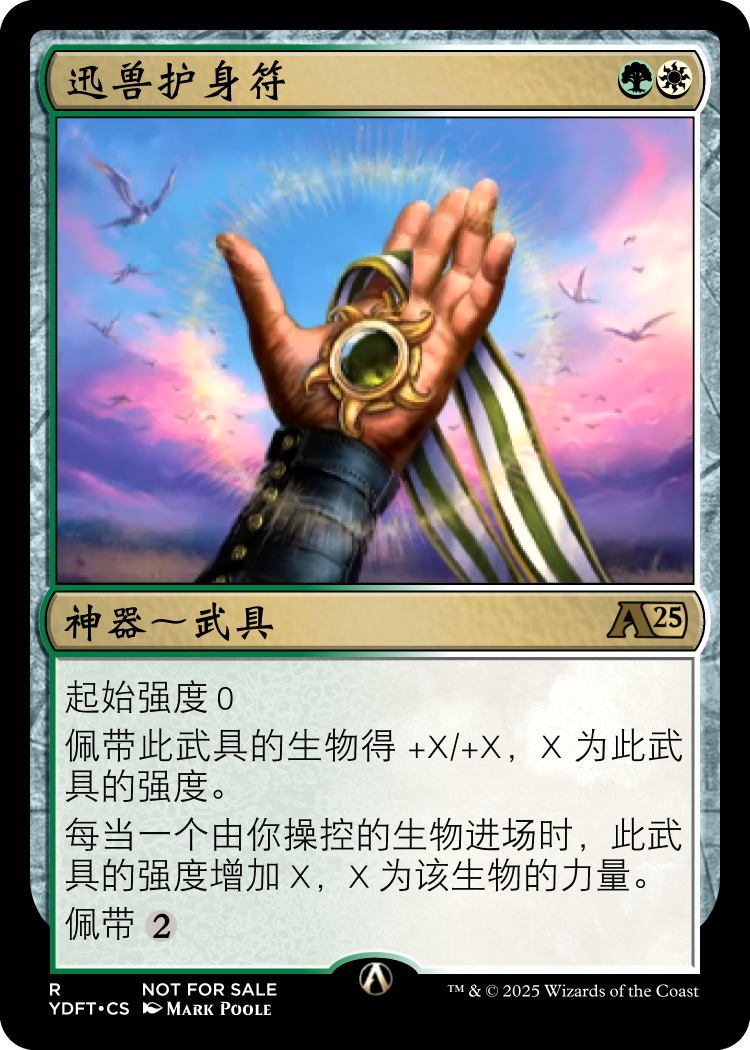 迅兽护身符
神器～武具
A25
起始强度0
佩带此武具的生物得 +X/+X，X 为此武
具的强度。
每当一个由你操控的生物进场时，此武
具的强度增加 X，X 为该生物的力量。
佩带 2
R
NOT FOR SALE
YDFT•CS
MARK POOLE
™ & © 2025 Wizards of the Coast